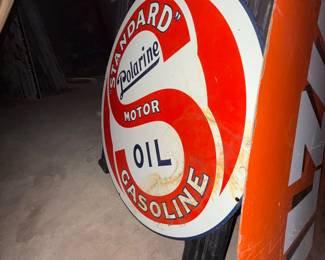 STANDARD"
Polarine
MOTOR
OIL
GASOLINE